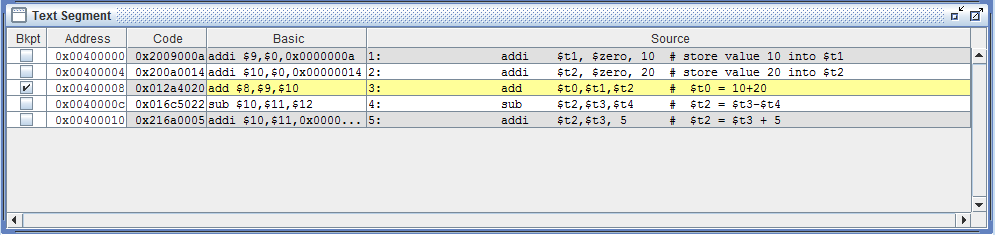 Text Segment
Bkpt Address Code Basic Source
0x00400000 0x2009000a addi $9,$0,0x0000000a 1: addi $t1, $zero, 10 # store value 10 into $t1
0x00400004 0x200a0014 addi $10,$0,0x00000014 2: addi $t2, $zero, 20 # store value 20 into $t2
0x00400008 0x012a4020 add $8,$9,$10 3: add $t0,$t1,$t2 # $t0 = 10+20
0x0040000c 0x016c5022 sub $10,$11,$12 4: sub $t2,$t3,$t4 # $t2 = $t3-$t4
0x00400010 0x216a0005 addi $10,$11,0x0000... 5: addi $t2,$t3, 5 # $t2 = $t3 + 5